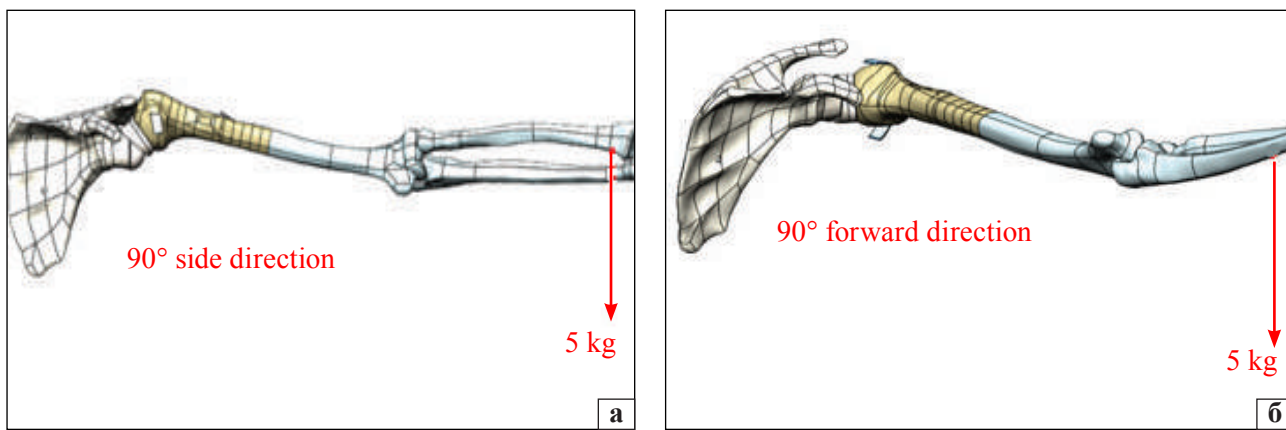 90° side direction
5 kg
а
90° forward direction
5 kg
б